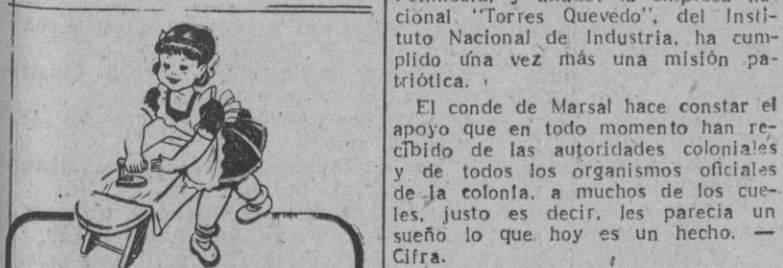 cional "Torres Quevedo", del Insti-
tuto Nacional de Industria, ha cum-
plido una vez más una misión pa-
triótica.
El conde de Marsal hace constar el
apoyo que en todo momento han re-
cibido de las autoridades coloniales
y de todos los organismos oficiales
de la colonia, a muchos de los cue-
les, justo es decir, les parecia un
sueño lo que hoy es un hecho. —
Cifra.